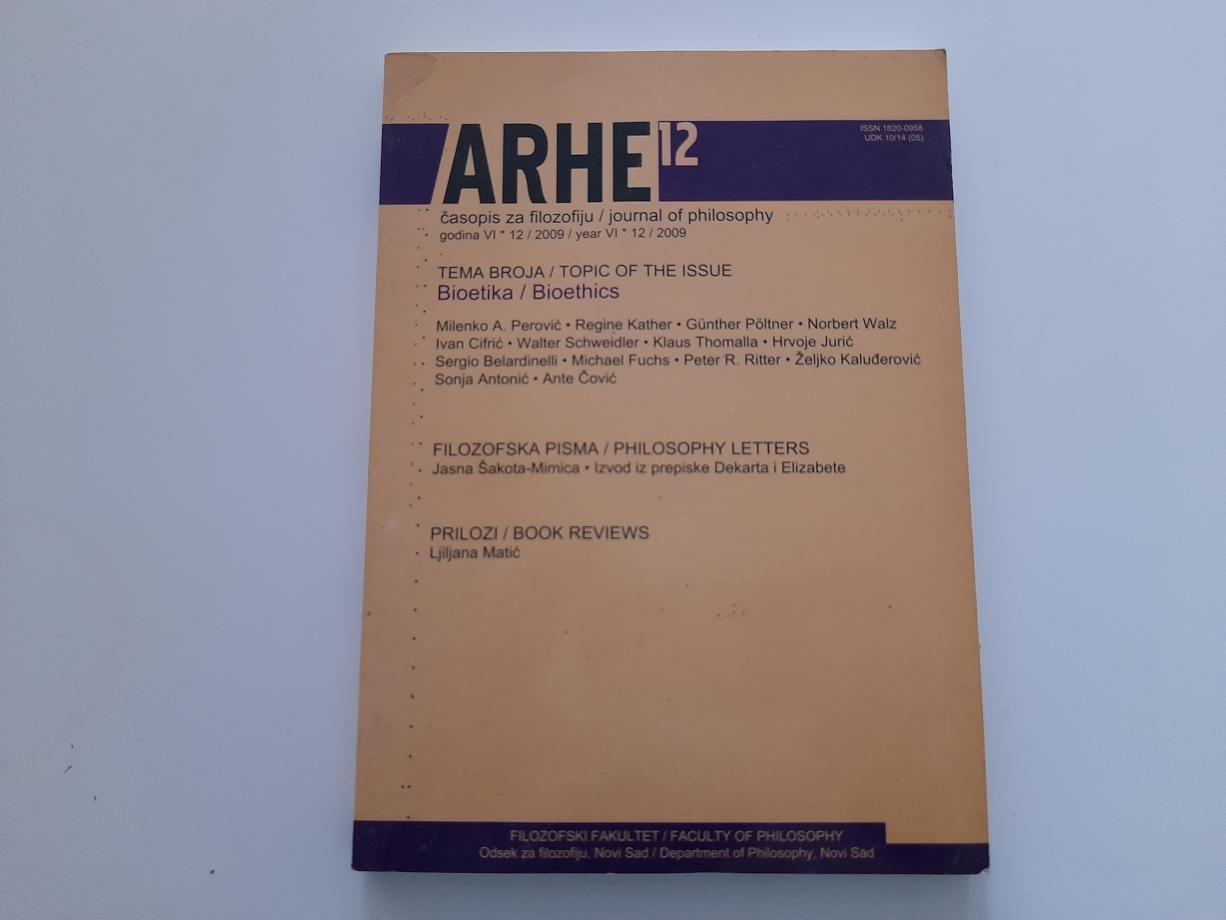 ARHE 12
ISSN 1820-0958
UDK 10/14 (05)
časopis za filozofiju / journal of philosophy
godina VI * 12 / 2009 / year VI * 12 / 2009
TEMA BROJA / TOPIC OF THE ISSUE
Bioetika / Bioethics
Milenko A. Perović • Regine Kather • Günther Pöltner • Norbert Walz
Ivan Cifrić • Walter Schweidler • Klaus Thomalla • Hrvoje Jurić
Sergio Belardinelli • Michael Fuchs • Peter R. Ritter • Željko Kaluđerović
Sonja Antonić • Ante Čović
FILOZOFSKA PISMA / PHILOSOPHY LETTERS
Jasna Šakota-Mimica • Izvod iz prepiske Dekarta i Elizabete
PRILOZI / BOOK REVIEWS
Ljiljana Matić
FILOZOFSKI FAKULTET / FACULTY OF PHILOSOPHY
Odsek za filozofiju, Novi Sad / Department of Philosophy, Novi Sad